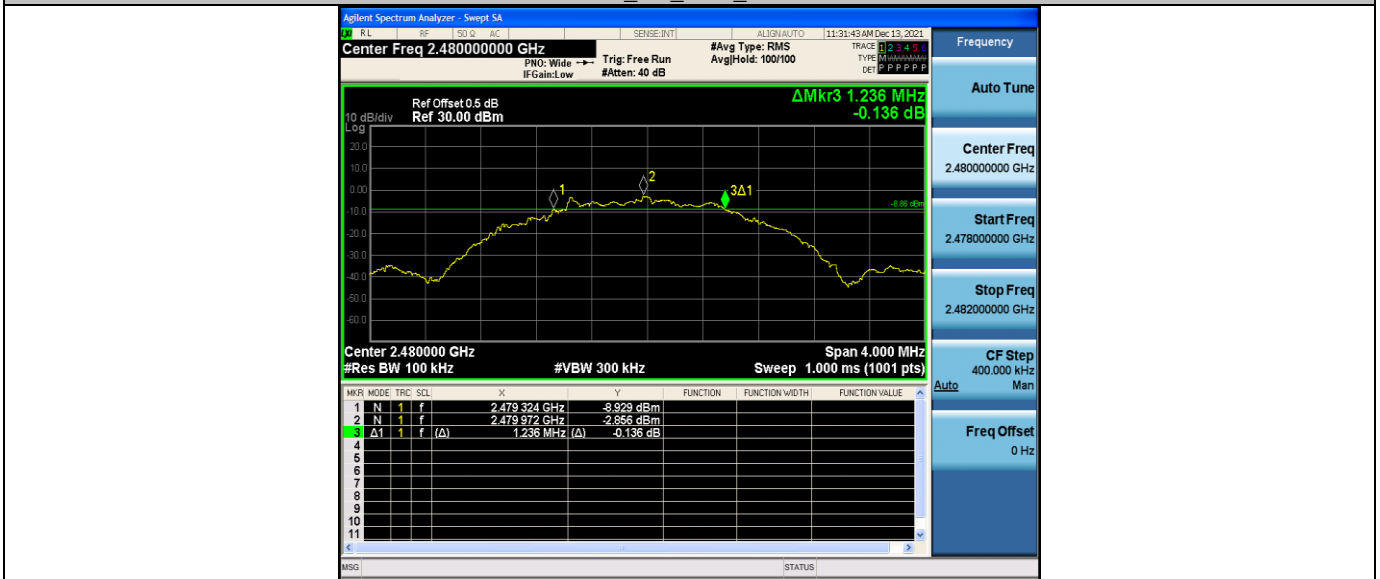 Agilent Spectrum Analyzer - Swept SA
RL RF 50 Ω AC SENSE:INT ALIGNAUTO 11:31:43 AM Dec 13, 2021
Center Freq 2.480000000 GHz
PNO: Wide
IFGain:Low
Trig: Free Run
#Atten: 40 dB
#Avg Type: RMS
Avg|Hold: 100/100
TRACE 1 2 3 4 5 6
TYPE M
DET P P P P P P
Frequency
Auto Tune
ΔMkr3 1.236 MHz
-0.136 dB
Ref Offset 0.5 dB
10 dB/div Ref 30.00 dBm
Log
20.0
10.0
0.00
-10.0
-20.0
-30.0
-40.0
-50.0
-60.0
1
2
3Δ1
-8.86 dBm
Center Freq
2.480000000 GHz
Start Freq
2.478000000 GHz
Stop Freq
2.482000000 GHz
CF Step
400.000 kHz
Auto Man
Freq Offset
0 Hz
Center 2.480000 GHz Span 4.000 MHz
#Res BW 100 kHz #VBW 300 kHz Sweep 1.000 ms (1001 pts)
MKR MODE TRC SCL X Y FUNCTION FUNCTION WIDTH FUNCTION VALUE
1 N 1 f 2.479 324 GHz -8.929 dBm
2 N 1 f 2.479 972 GHz -2.856 dBm
3 Δ1 1 f (Δ) 1.236 MHz (Δ) -0.136 dB
4
5
6
7
8
9
10
11
MSG STATUS